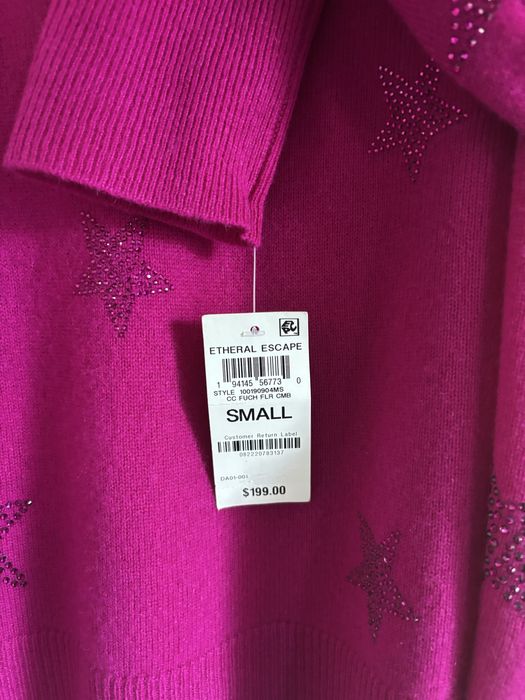 ETHERAL ESCAPE
1 94145 56773 0
STYLE 100190904MS
CC FUCH FLR CMB
SMALL
Customer Return Label
082220783137
DA01-001
$199.00